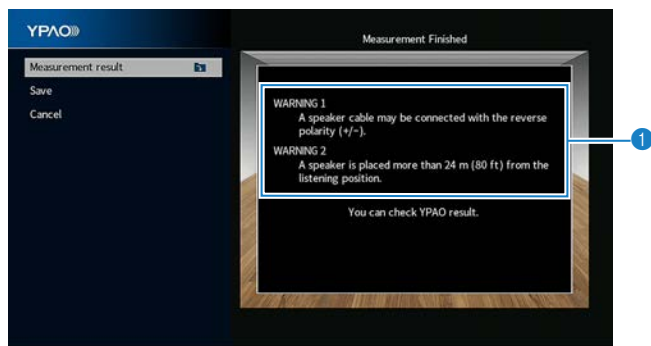 YPAO
Measurement Finished
Measurement result
Save
Cancel
WARNING 1
A speaker cable may be connected with the reverse
polarity (+/-).
WARNING 2
A speaker is placed more than 24 m (80 ft) from the
listening position.
You can check YPAO result.
1